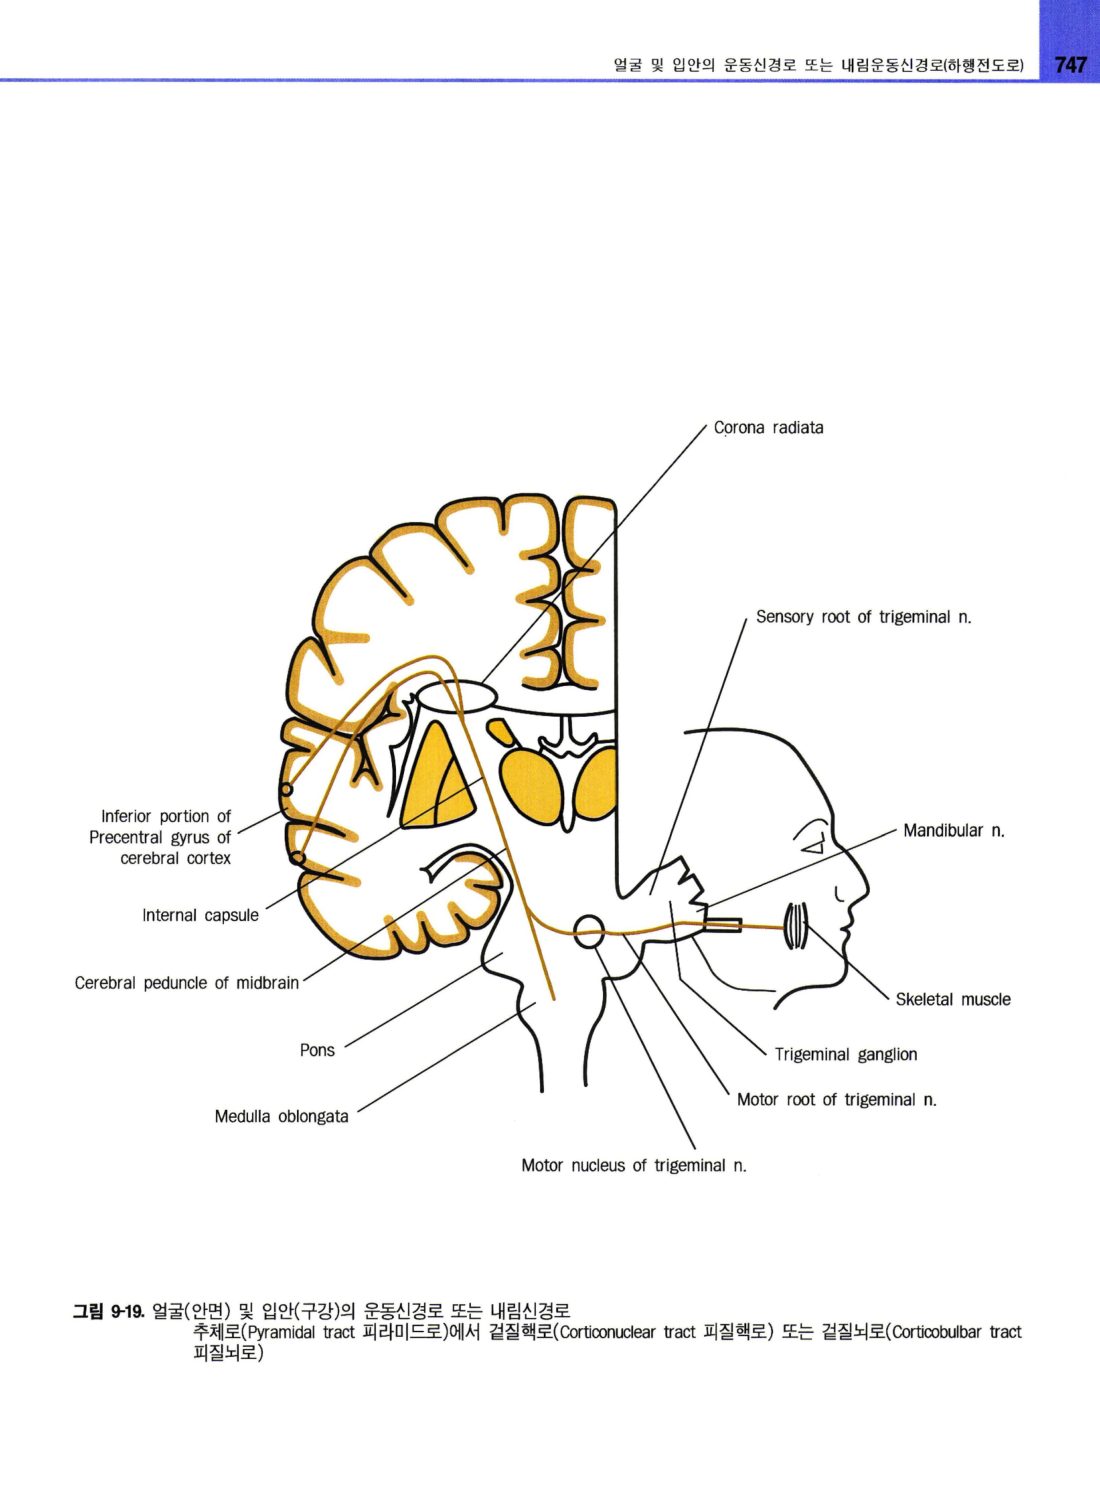 얼굴 및 입안의 운동신경로 또는 내림운동신경로(하행전도로) 747
Corona radiata
Sensory root of trigeminal n.
Inferior portion of
Precentral gyrus of
cerebral cortex
Mandibular n.
Internal capsule
Cerebral peduncle of midbrain
Skeletal muscle
Pons
Trigeminal ganglion
Motor root of trigeminal n.
Medulla oblongata
Motor nucleus of trigeminal n.
그림 9-19. 얼굴(안면) 및 입안(구강)의 운동신경로 또는 내림신경로
추체로(Pyramidal tract 피라미드로)에서 겉질핵로(Corticonuclear tract 피질핵로) 또는 겉질뇌로(Corticobulbar tract
피질뇌로)